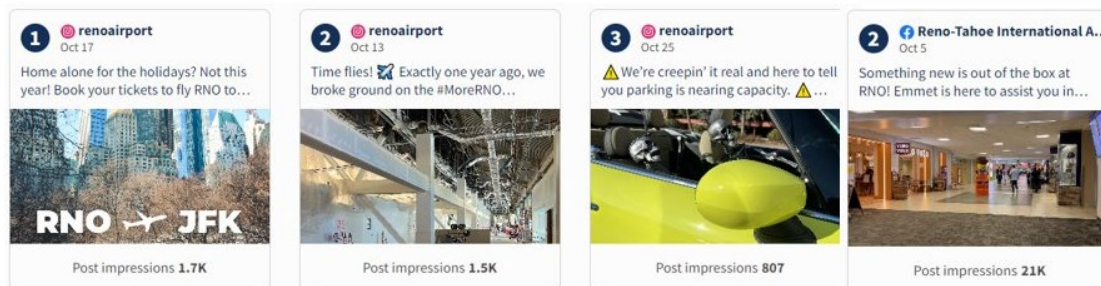 1
renoairport
Oct 17
Home alone for the holidays? Not this
year! Book your tickets to fly RNO to...
RNO JFK
Post impressions 1.7K
2
renoairport
Oct 13
Time flies! ✈️ Exactly one year ago, we
broke ground on the #MoreRNO...
Post impressions 1.5K
3
renoairport
Oct 25
⚠️We're creepin' it real and here to tell
you parking is nearing capacity. ⚠️...
Post impressions 807
2
Reno-Tahoe International A..
Oct 5
Something new is out of the box at
RNO! Emmet is here to assist you in...
Post impressions 21K